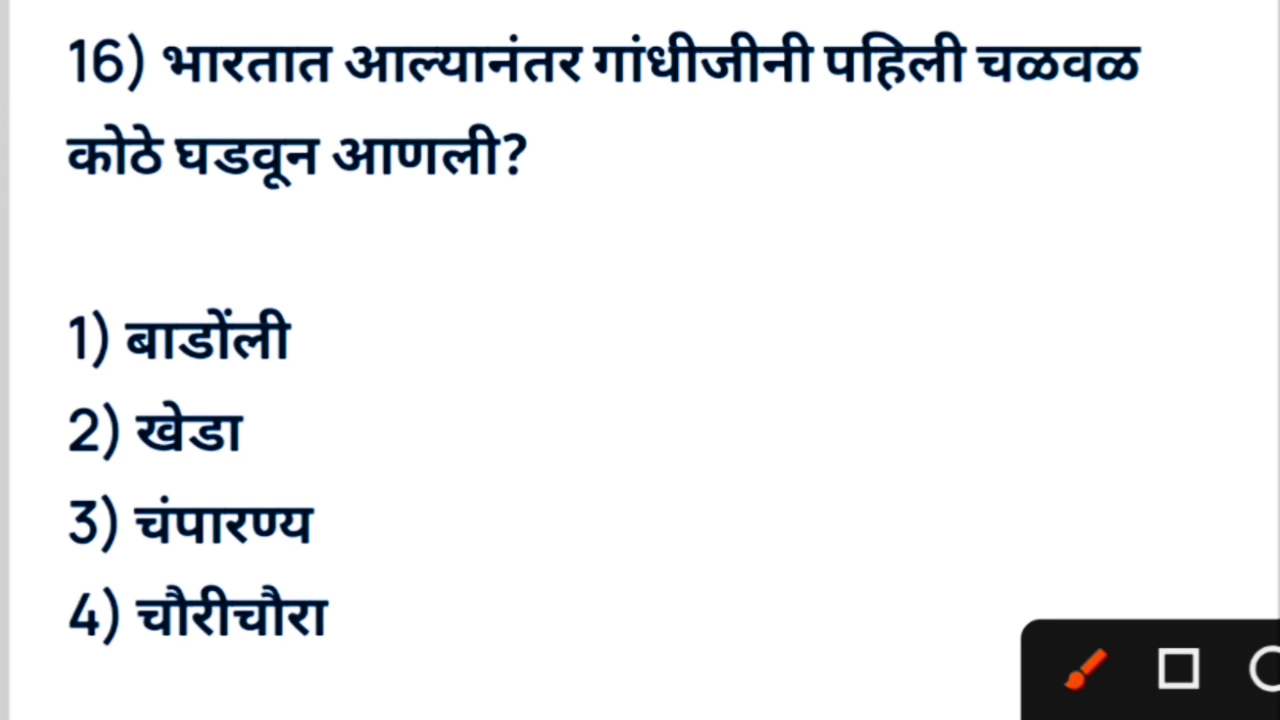 16) भारतात आल्यानंतर गांधीजीनी पहिली चळवळ
कोठे घडवून आणली?
1) बाडोंली
2) खेडा
3) चंपारण्य
4) चौरीचौरा